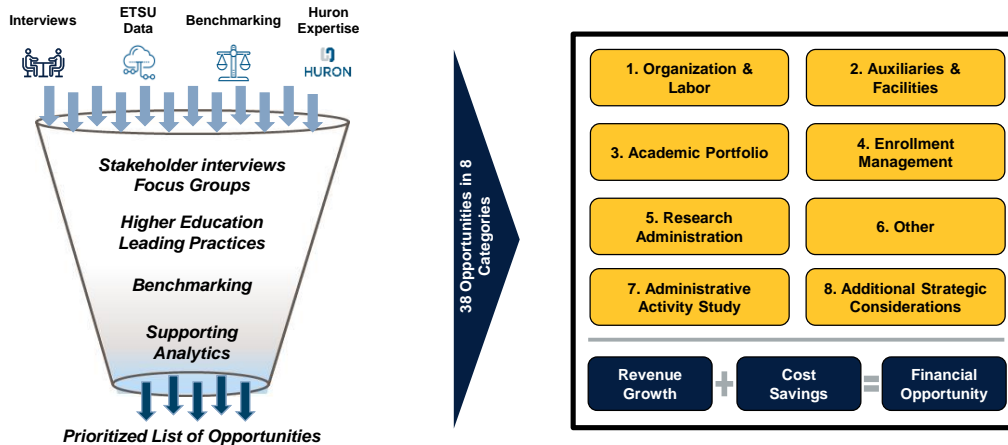 Interviews
ETSU
Data
Benchmarking
Huron
Expertise
HURON
Stakeholder interviews
Focus Groups
Higher Education
Leading Practices
Benchmarking
Supporting
Analytics
Prioritized List of Opportunities
38 Opportunities in 8
Categories
1. Organization &
Labor
2. Auxiliaries &
Facilities
3. Academic Portfolio
4. Enrollment
Management
5. Research
Administration
6. Other
7. Administrative
Activity Study
8. Additional Strategic
Considerations
Revenue
Growth
+
Cost
Savings
=
Financial
Opportunity